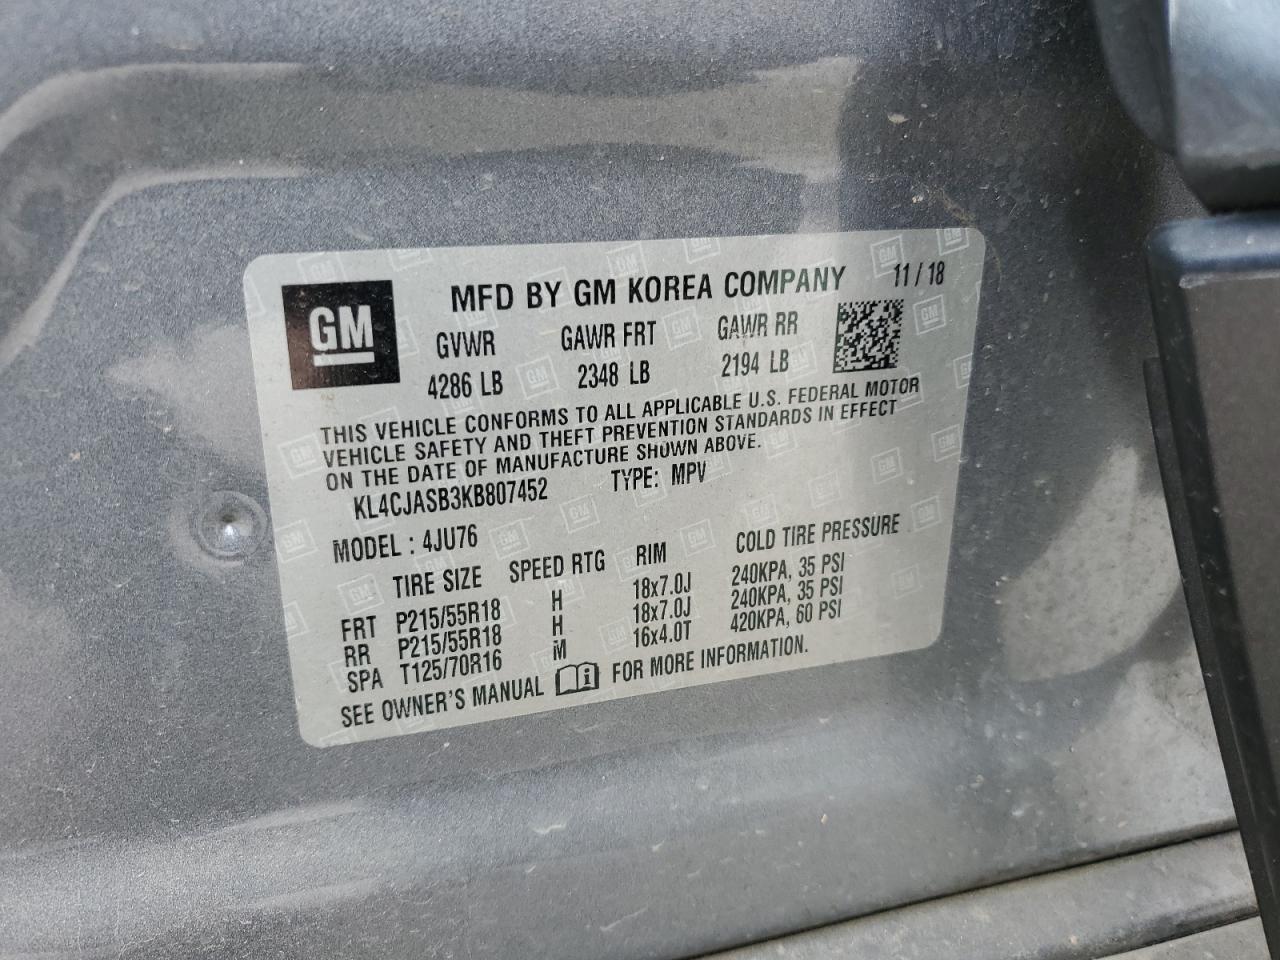 GM
MFD BY GM KOREA COMPANY 11/18
GVWR GAWR FRT GAWR RR
4286 LB 2348 LB 2194 LB
THIS VEHICLE CONFORMS TO ALL APPLICABLE U.S. FEDERAL MOTOR
VEHICLE SAFETY AND THEFT PREVENTION STANDARDS IN EFFECT
ON THE DATE OF MANUFACTURE SHOWN ABOVE.
KL4CJASB3KB807452 TYPE: MPV
MODEL : 4JU76
TIRE SIZE SPEED RTG RIM COLD TIRE PRESSURE
FRT P215/55R18 H 18x7.0J 240KPA, 35 PSI
RR P215/55R18 H 18x7.0J 240KPA, 35 PSI
SPA T125/70R16 M 16x4.0T 420KPA, 60 PSI
SEE OWNER'S MANUAL i FOR MORE INFORMATION.